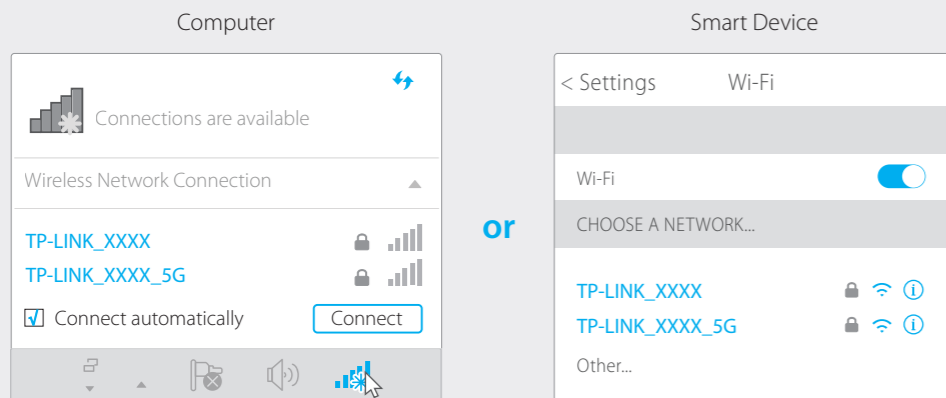 Computer
Connections are available
Wireless Network Connection
TP-LINK_XXXX
TP-LINK_XXXX_5G
Connect automatically
Connect
or
Smart Device
< Settings
Wi-Fi
Wi-Fi
CHOOSE A NETWORK...
TP-LINK_XXXX
TP-LINK_XXXX_5G
Other...